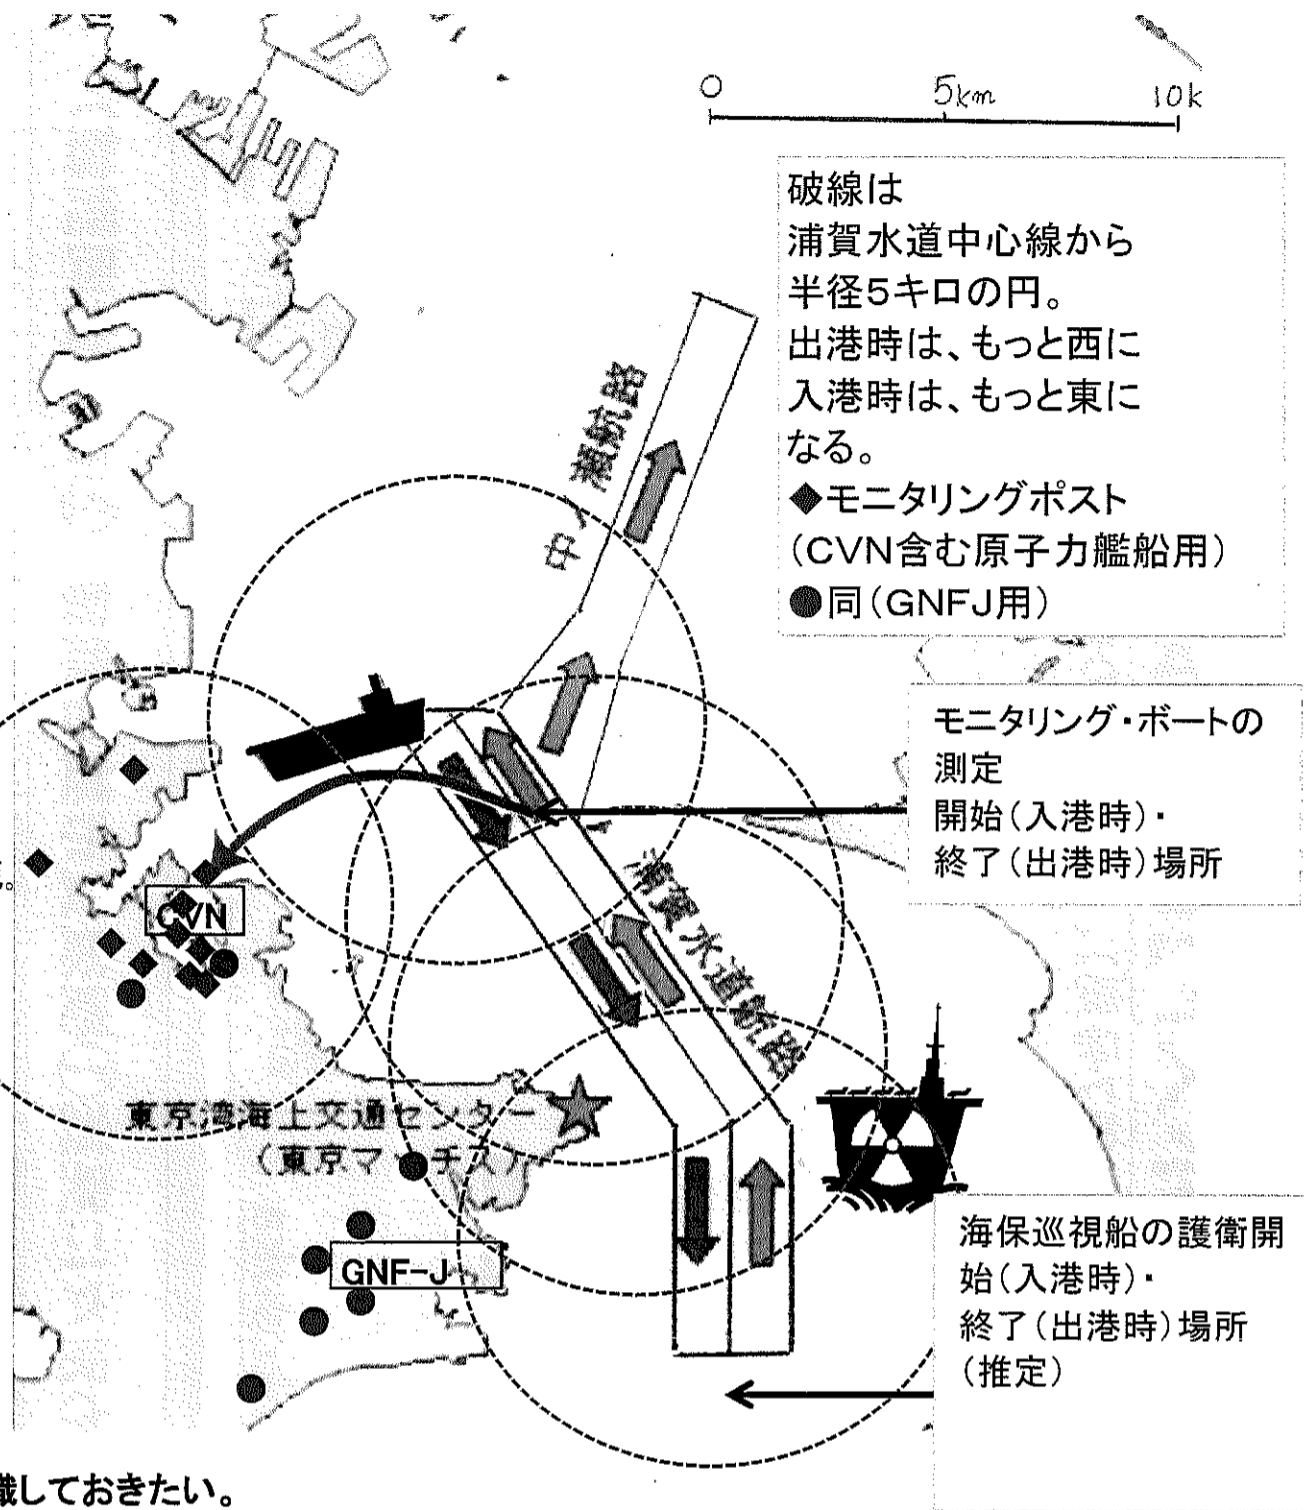 0 5km 10k
破線は
浦賀水道中心線から
半径5キロの円。
出港時は、もっと西に
入港時は、もっと東に
なる。
◆モニタリングポスト
(CVN含む原子力艦船用)
●同(GNFJ用)
中ノ瀬航路
モニタリング・ボートの
測定
開始(入港時)・
終了(出港時)場所
。
CVN
浦賀水道航路
東京湾海上交通センター
(東京マーチス)
GNF-J
海保巡視船の護衛開
始(入港時)・
終了(出港時)場所
(推定)
識しておきたい。